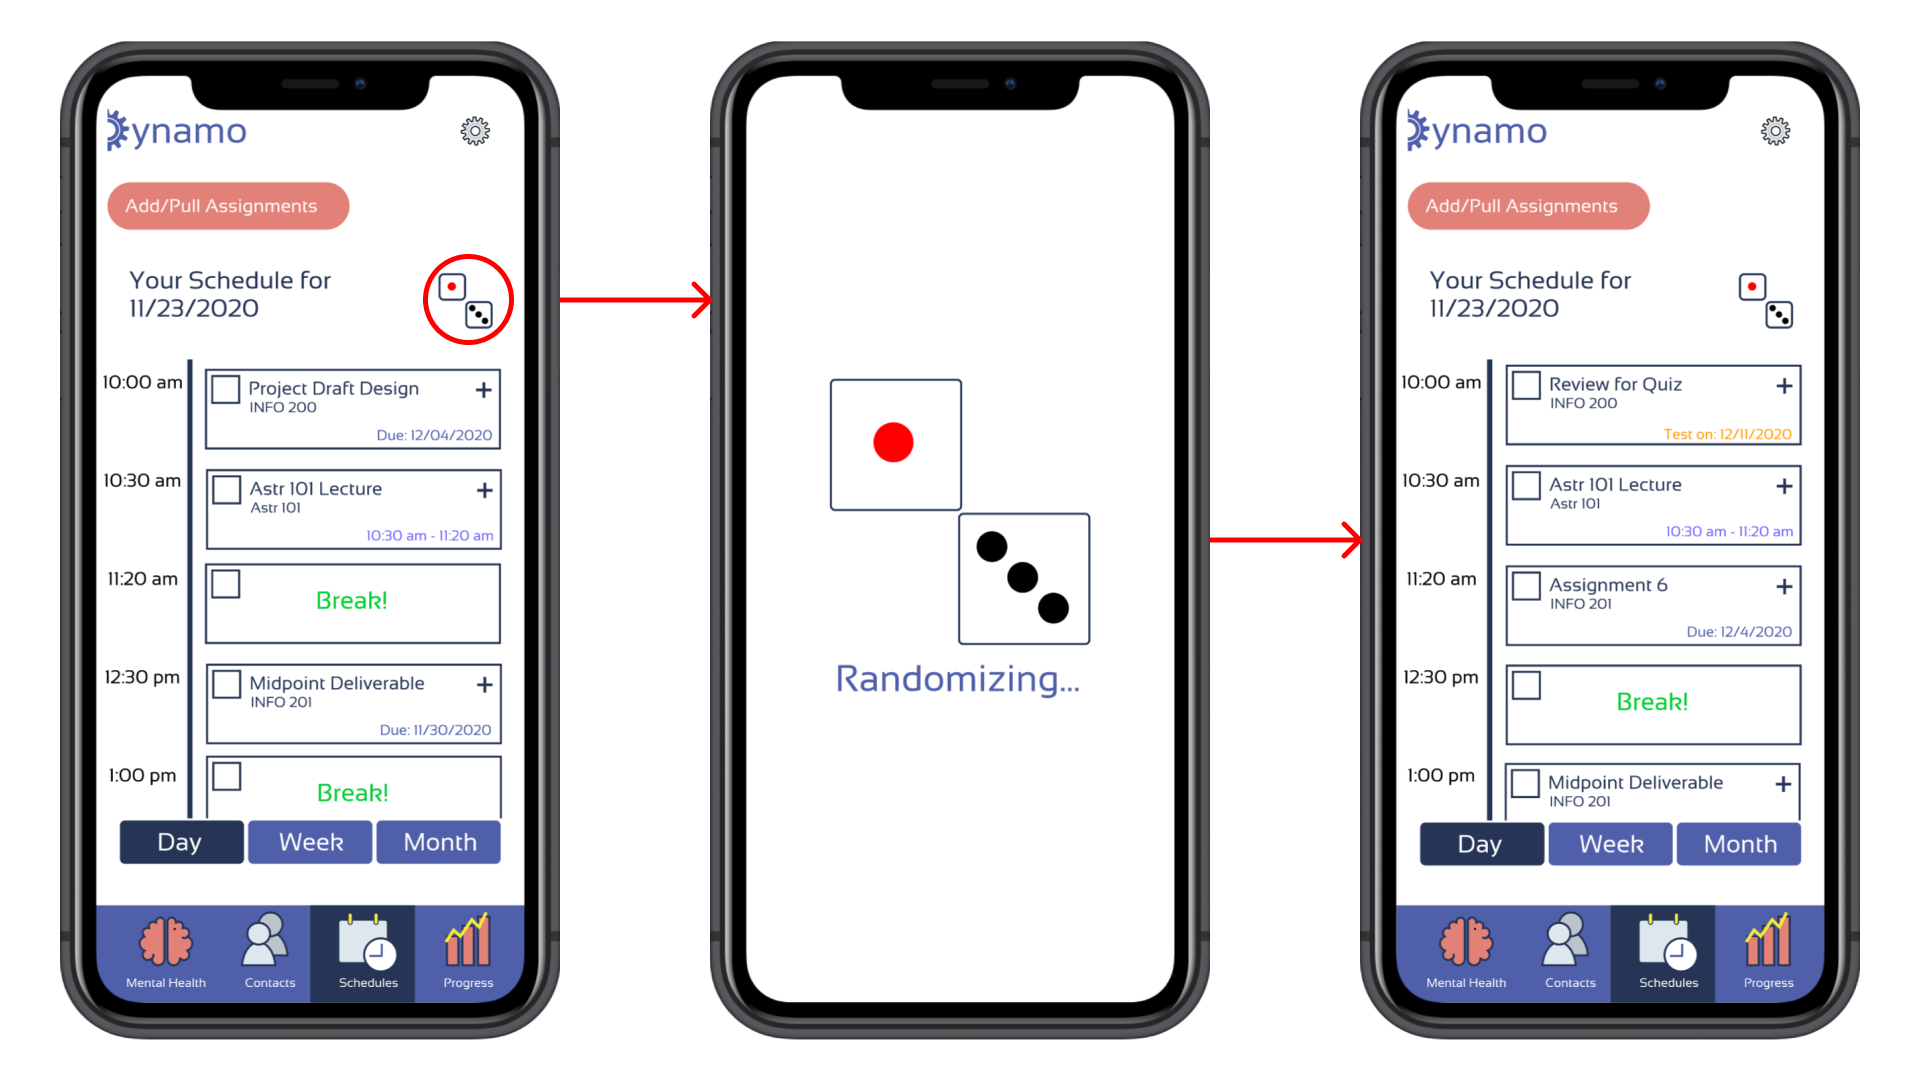 Dynamo
Add/Pull Assignments
Your Schedule for
11/23/2020
10:00 am
Project Draft Design
+
INFO 200
Due: 12/04/2020
10:30 am
Astr 101 Lecture
+
Astr 101
10:30 am - 11:20 am
11:20 am
Break!
12:30 pm
Midpoint Deliverable
+
INFO 201
Due: 11/30/2020
1:00 pm
Break!
Day Week Month
Mental Health Contacts Schedules Progress
Randomizing...
Dynamo
Add/Pull Assignments
Your Schedule for
11/23/2020
10:00 am
Review for Quiz
+
INFO 200
Test on: 12/11/2020
10:30 am
Astr 101 Lecture
+
Astr 101
10:30 am - 11:20 am
11:20 am
Assignment 6
+
INFO 201
Due: 12/4/2020
12:30 pm
Break!
1:00 pm
Midpoint Deliverable
+
INFO 201
Day Week Month
Mental Health Contacts Schedules Progress